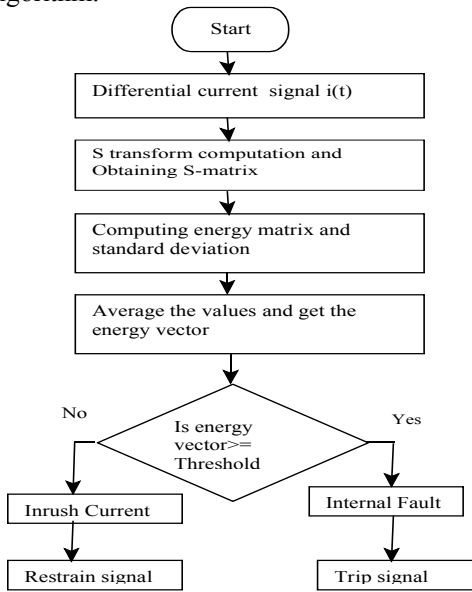 Start
Differential current signal i(t)
S transform computation and
Obtaining S-matrix
Computing energy matrix and
standard deviation
Average the values and get the
energy vector
Is energy
vector>=
Threshold
No
Yes
Inrush Current
Internal Fault
Restrain signal
Trip signal